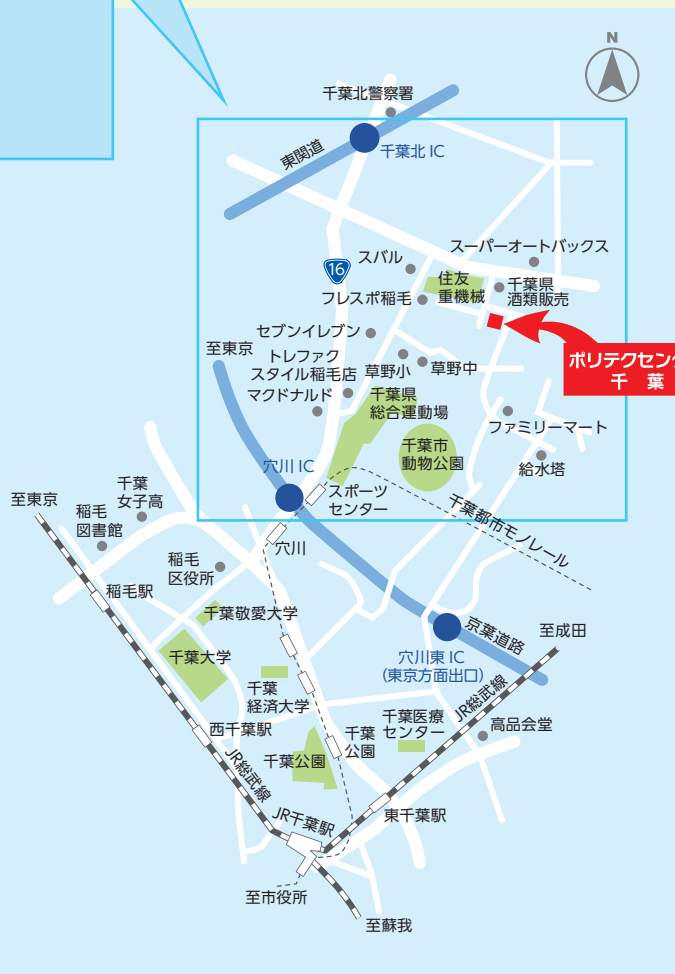 N
千葉北警察署
東関道
千葉北 IC
スーパーオートバックス
スバル
16
住友
重機械
千葉県
酒類販売
フレスポ稲毛
セブンイレブン
至東京
トレファク
スタイル稲毛店
草野小
草野中
ポリテクセンタ
千 葉
マクドナルド
千葉県
総合運動場
ファミリーマート
千葉市
動物公園
給水塔
穴川 IC
スポーツ
センター
千葉
女子高
至東京
稲毛
図書館
千葉都市モノレール
穴川
稲毛
区役所
稲毛駅
千葉敬愛大学
京葉道路
至成田
千葉大学
穴川東 IC
(東京方面出口)
千葉
経済大学
JR総武線
千葉医療
センター
高品会堂
西千葉駅
千葉
公園
千葉公園
JR総武線
JR千葉駅
東千葉駅
至市役所
至蘇我